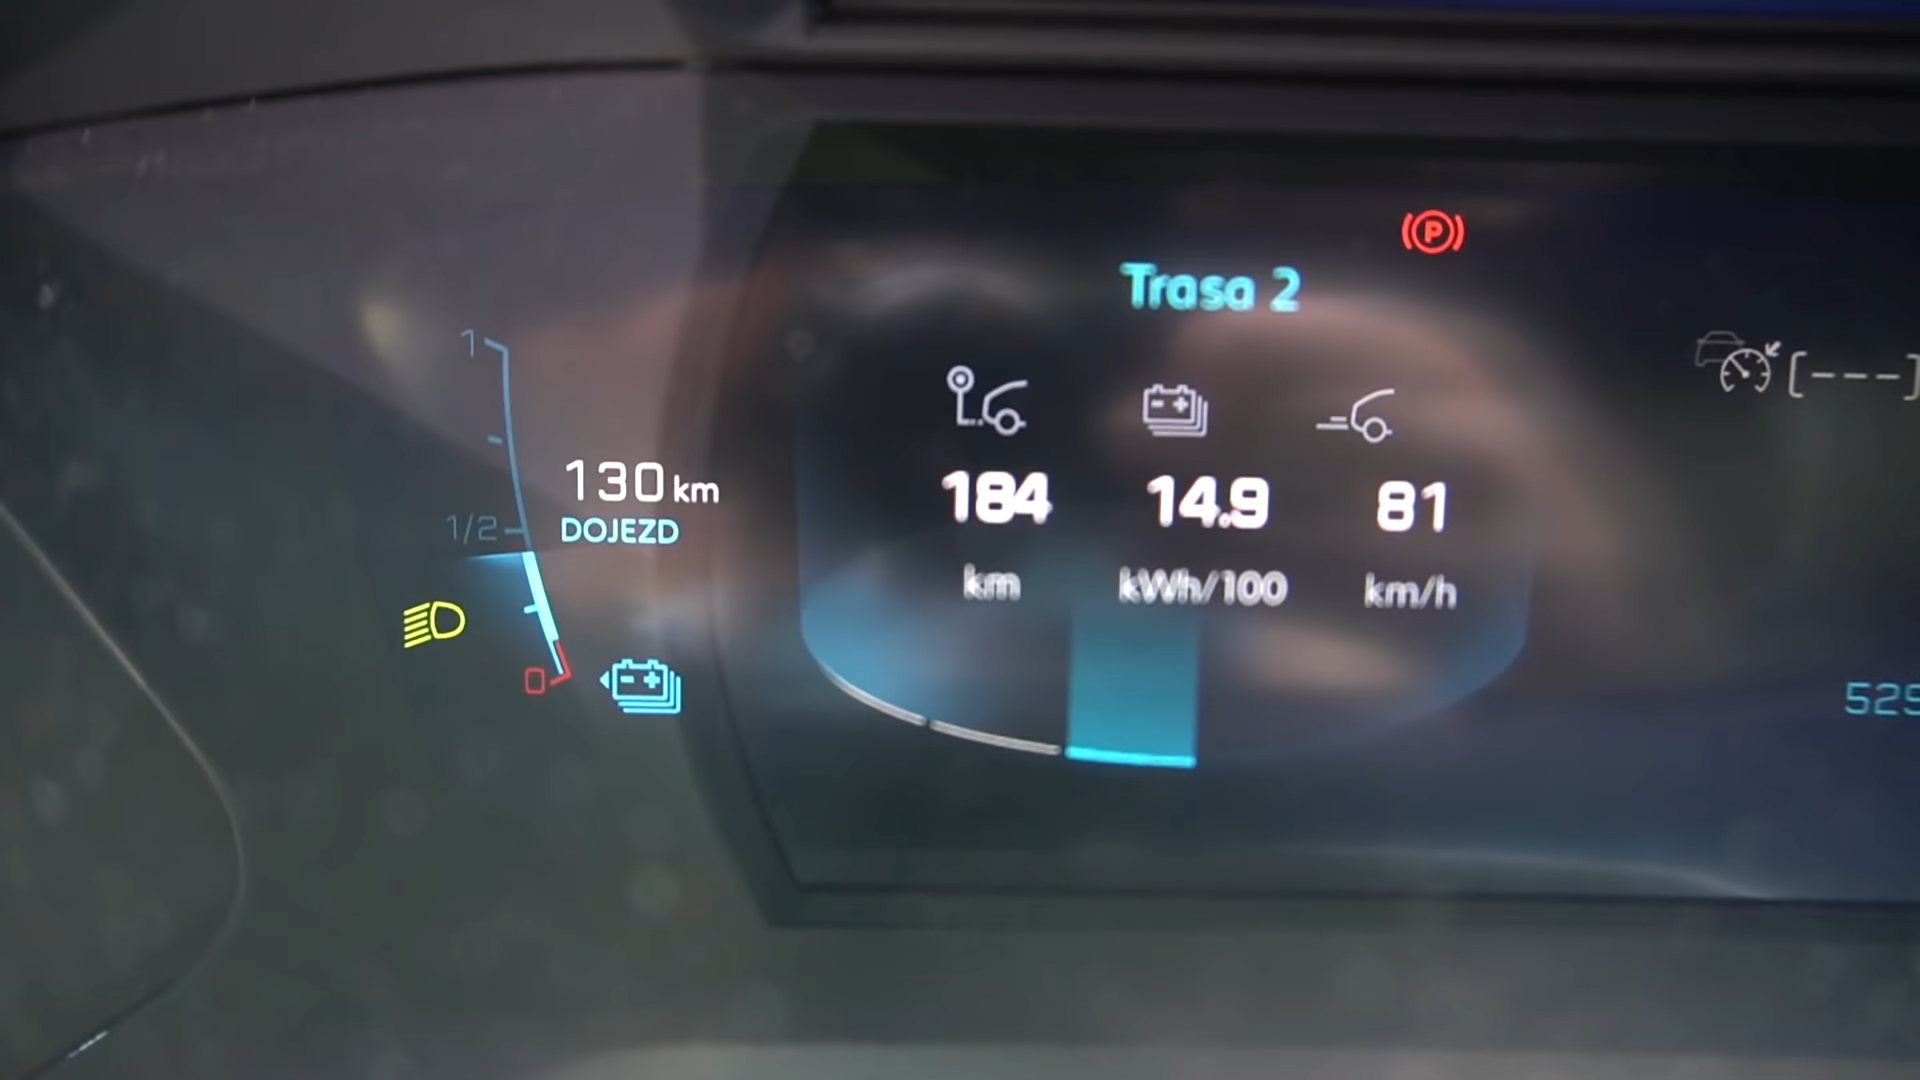 P
Trasa 2
1
[---]
130 km
184
14.9
81
1/2
DOJEZD
km
kWh/100
km/h
0